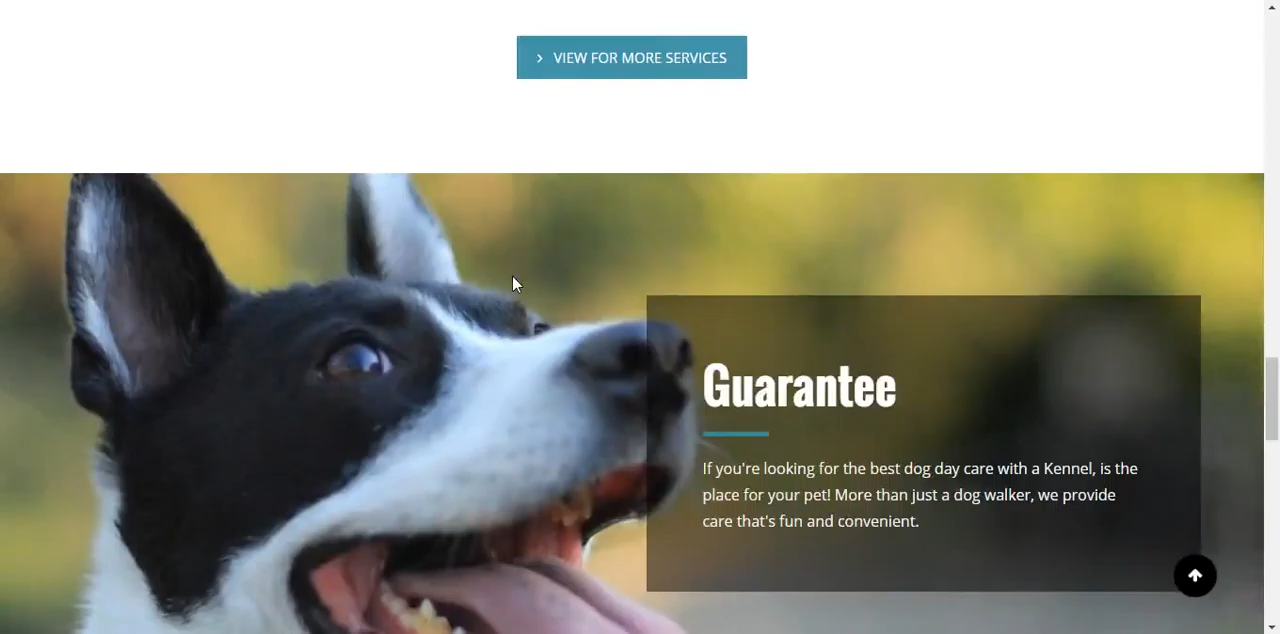 VIEW FOR MORE SERVICES
Guarantee
If you're looking for the best dog day care with a Kennel, is the
place for your pet! More than just a dog walker, we provide
care that's fun and convenient.